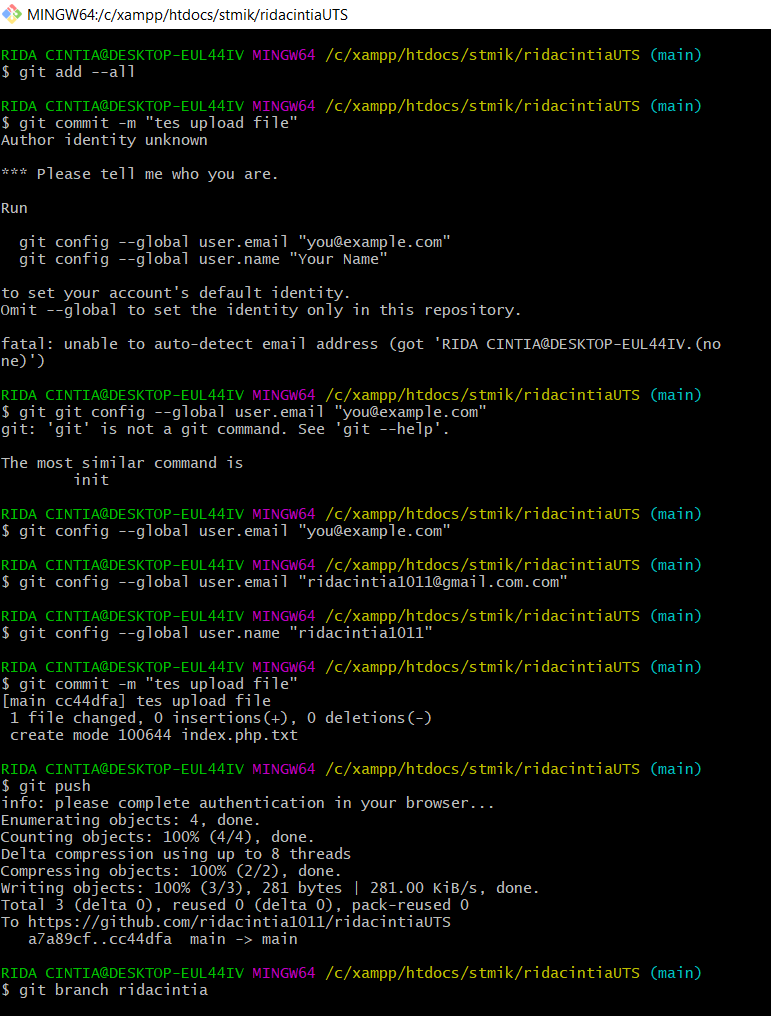 MINGW64:/c/xampp/htdocs/stmik/ridacintiaUTS
RIDA CINTIA@DESKTOP-EUL44IV MINGW64 /c/xampp/htdocs/stmik/ridacintiaUTS (main)
$ git add --all
RIDA CINTIA@DESKTOP-EUL44IV MINGW64 /c/xampp/htdocs/stmik/ridacintiaUTS (main)
$ git commit -m "tes upload file"
Author identity unknown
*** Please tell me who you are.
Run
  git config --global user.email "you@example.com"
  git config --global user.name "Your Name"
to set your account's default identity.
Omit --global to set the identity only in this repository.
fatal: unable to auto-detect email address (got 'RIDA CINTIA@DESKTOP-EUL44IV.(no
ne)')
RIDA CINTIA@DESKTOP-EUL44IV MINGW64 /c/xampp/htdocs/stmik/ridacintiaUTS (main)
$ git git config --global user.email "you@example.com"
git: 'git' is not a git command. See 'git --help'.
The most similar command is
        init
RIDA CINTIA@DESKTOP-EUL44IV MINGW64 /c/xampp/htdocs/stmik/ridacintiaUTS (main)
$ git config --global user.email "you@example.com"
RIDA CINTIA@DESKTOP-EUL44IV MINGW64 /c/xampp/htdocs/stmik/ridacintiaUTS (main)
$ git config --global user.email "ridacintia1011@gmail.com.com"
RIDA CINTIA@DESKTOP-EUL44IV MINGW64 /c/xampp/htdocs/stmik/ridacintiaUTS (main)
$ git config --global user.name "ridacintia1011"
RIDA CINTIA@DESKTOP-EUL44IV MINGW64 /c/xampp/htdocs/stmik/ridacintiaUTS (main)
$ git commit -m "tes upload file"
[main cc44dfa] tes upload file
 1 file changed, 0 insertions(+), 0 deletions(-)
 create mode 100644 index.php.txt
RIDA CINTIA@DESKTOP-EUL44IV MINGW64 /c/xampp/htdocs/stmik/ridacintiaUTS (main)
$ git push
info: please complete authentication in your browser...
Enumerating objects: 4, done.
Counting objects: 100% (4/4), done.
Delta compression using up to 8 threads
Compressing objects: 100% (2/2), done.
Writing objects: 100% (3/3), 281 bytes | 281.00 KiB/s, done.
Total 3 (delta 0), reused 0 (delta 0), pack-reused 0
To https://github.com/ridacintia1011/ridacintiaUTS
   a7a89cf..cc44dfa  main -> main
RIDA CINTIA@DESKTOP-EUL44IV MINGW64 /c/xampp/htdocs/stmik/ridacintiaUTS (main)
$ git branch ridacintia